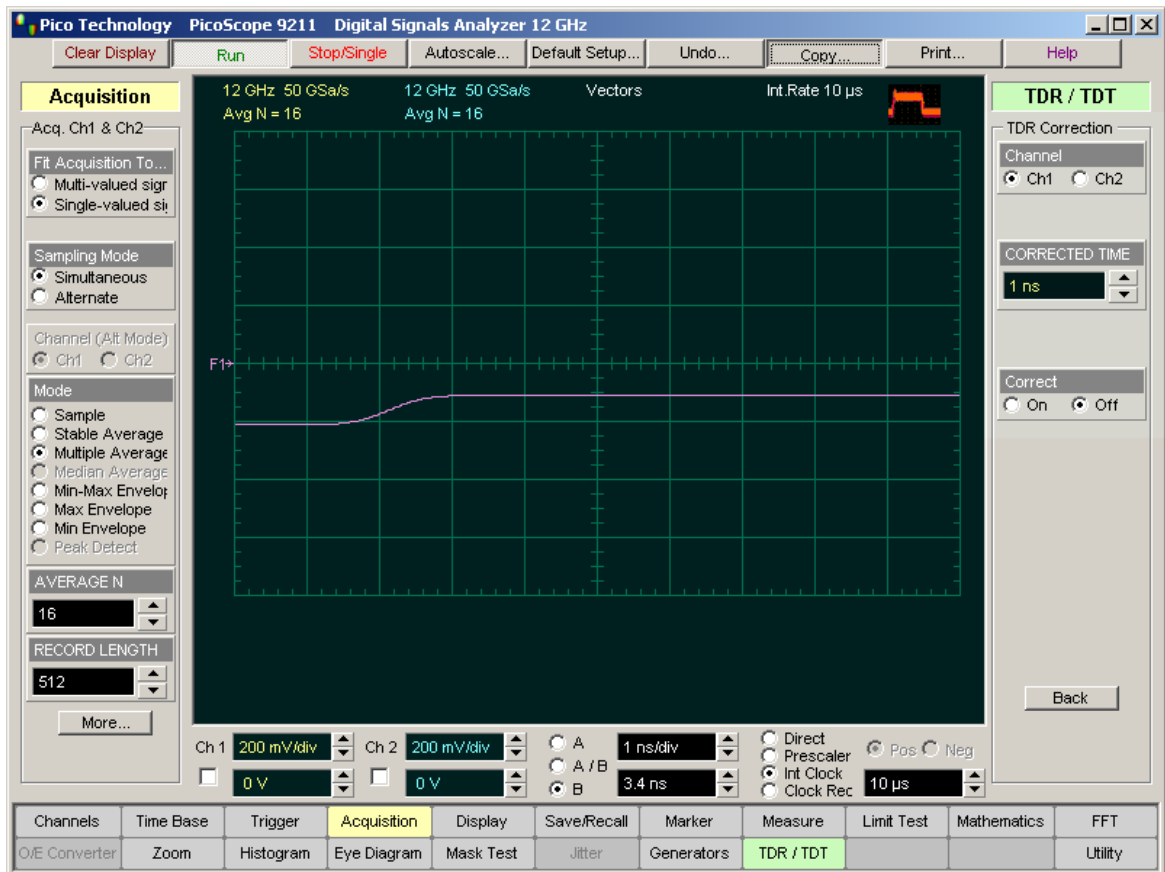 Pico Technology PicoScope 9211 Digital Signals Analyzer 12 GHz
Clear Display Run Stop/Single Autoscale... Default Setup... Undo... Copy... Print... Help
Acquisition
Acq. Ch1 & Ch2
Fit Acquisition To...
Multi-valued sigr
Single-valued si
Sampling Mode
Simultaneous
Alternate
Channel (Alt Mode)
Ch1 Ch2
Mode
Sample
Stable Average
Multiple Average
Median Average
Min-Max Envelop
Max Envelope
Min Envelope
Peak Detect
AVERAGE N
16
RECORD LENGTH
512
More...
12 GHz 50 GSa/s 12 GHz 50 GSa/s Vectors Int.Rate 10 µs
Avg N = 16 Avg N = 16
F1
TDR / TDT
TDR Correction
Channel
Ch1 Ch2
CORRECTED TIME
1 ns
Correct
On Off
Back
Ch 1 200 mV/div Ch 2 200 mV/div
0 V 0 V
A
A / B
B
1 ns/div
3.4 ns
Direct
Prescaler
Int Clock
Clock Rec
Pos Neg
10 µs
Channels Time Base Trigger Acquisition Display Save/Recall Marker Measure Limit Test Mathematics FFT
O/E Converter Zoom Histogram Eye Diagram Mask Test Jitter Generators TDR / TDT Utility